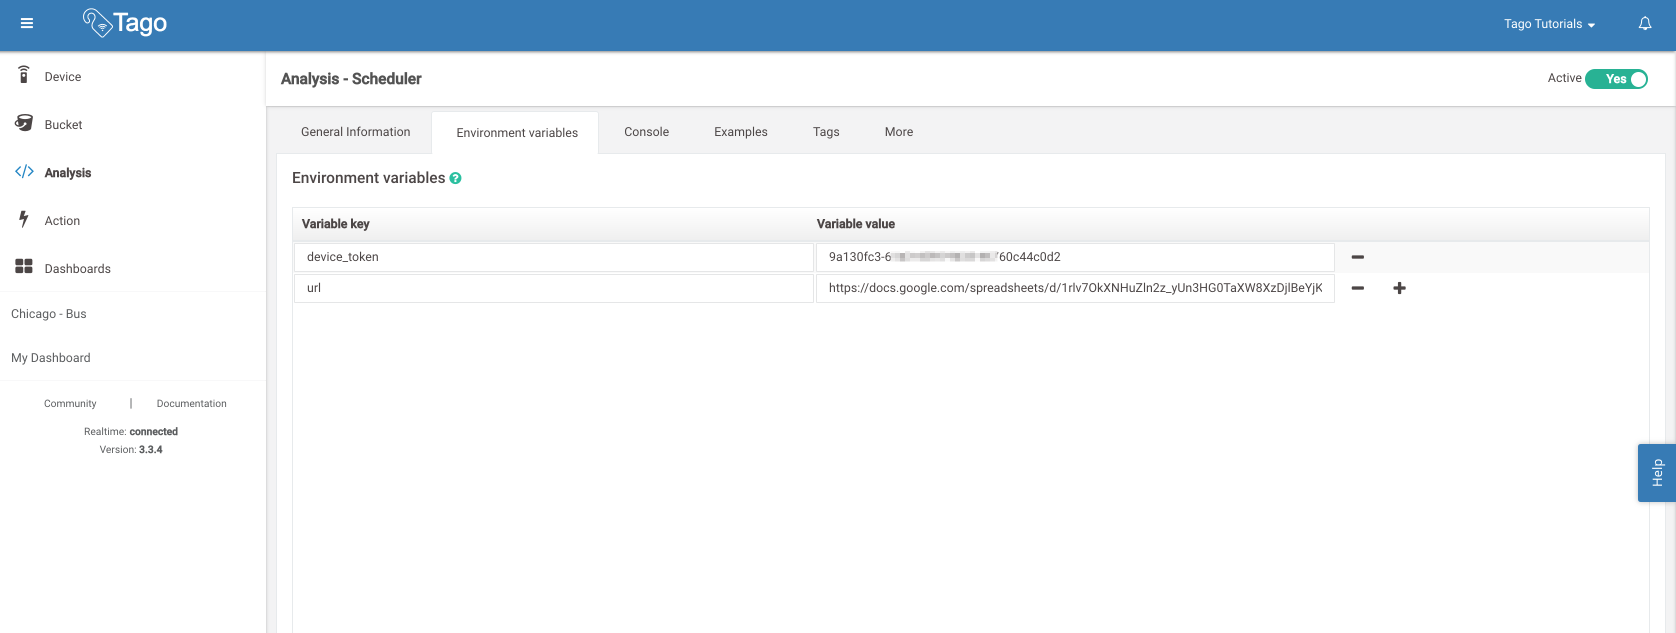 Tago
Tago Tutorials
Device
Bucket
Analysis
Action
Dashboards
Chicago - Bus
My Dashboard
Community | Documentation
Realtime: connected
Version: 3.3.4
Analysis - Scheduler
Active Yes
General Information Environment variables Console Examples Tags More
Environment variables ?
Variable key Variable value
device_token 9a130fc3-6 60c44c0d2
url https://docs.google.com/spreadsheets/d/1rlv7OkXNHuZln2z_yUn3HG0TaXW8XzDjlBeYjK
Help